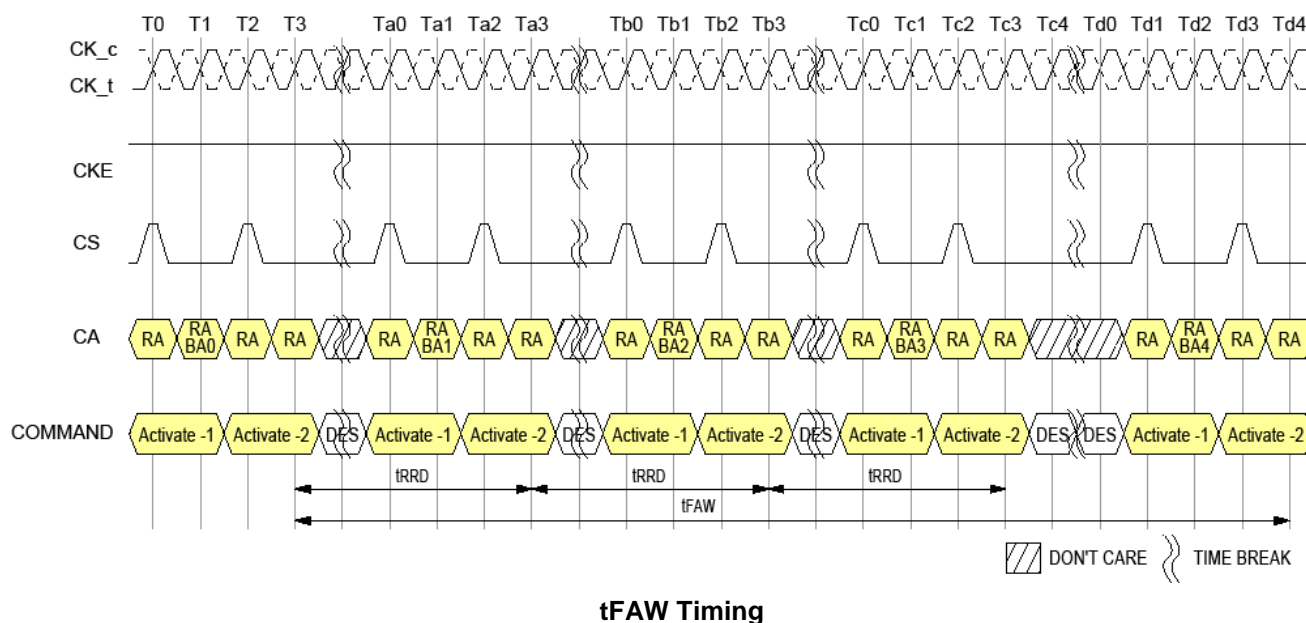 T0 T1 T2 T3 Ta0 Ta1 Ta2 Ta3 Tb0 Tb1 Tb2 Tb3 Tc0 Tc1 Tc2 Tc3 Tc4 Td0 Td1 Td2 Td3 Td4
CK_c
CK_t
CKE
CS
CA RA RA BA0 RA RA RA RA BA1 RA RA RA RA BA2 RA RA RA RA BA3 RA RA RA RA BA4 RA RA
COMMAND Activate -1 Activate -2 DES Activate -1 Activate -2 DES Activate -1 Activate -2 DES Activate -1 Activate -2 DES DES Activate -1 Activate -2
tRRD tRRD tRRD
tFAW
DON'T CARE TIME BREAK
tFAW Timing